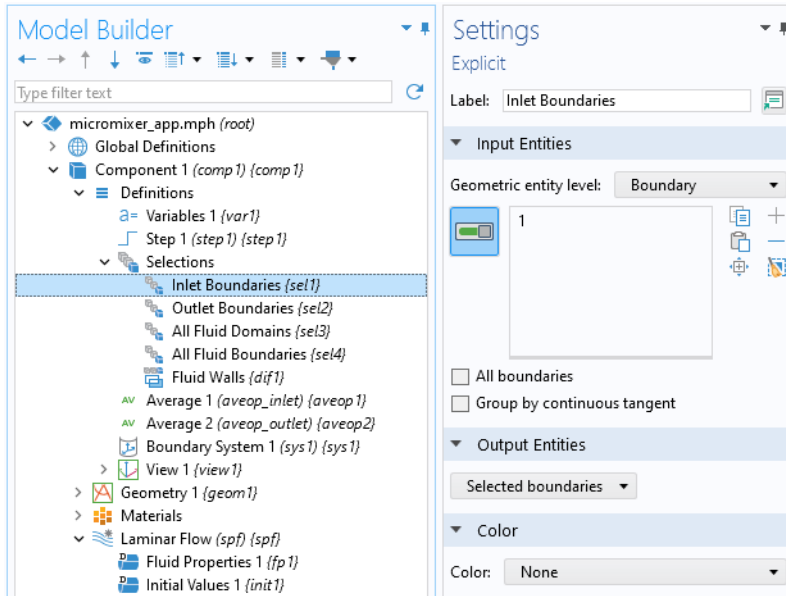 Model Builder
Type filter text
micromixer_app.mph (root)
Global Definitions
Component 1 (comp1) {comp1}
Definitions
a= Variables 1 {var1}
Step 1 (step1) {step1}
Selections
Inlet Boundaries {sel1}
Outlet Boundaries {sel2}
All Fluid Domains {sel3}
All Fluid Boundaries {sel4}
Fluid Walls {dif1}
AV Average 1 (aveop_inlet) {aveop1}
AV Average 2 (aveop_outlet) {aveop2}
Boundary System 1 (sys1) {sys1}
View 1 {view1}
Geometry 1 {geom1}
Materials
Laminar Flow (spf) {spf}
D Fluid Properties 1 {fp1}
D Initial Values 1 {init1}
Settings
Explicit
Label: Inlet Boundaries
Input Entities
Geometric entity level: Boundary
1
All boundaries
Group by continuous tangent
Output Entities
Selected boundaries
Color
Color: None